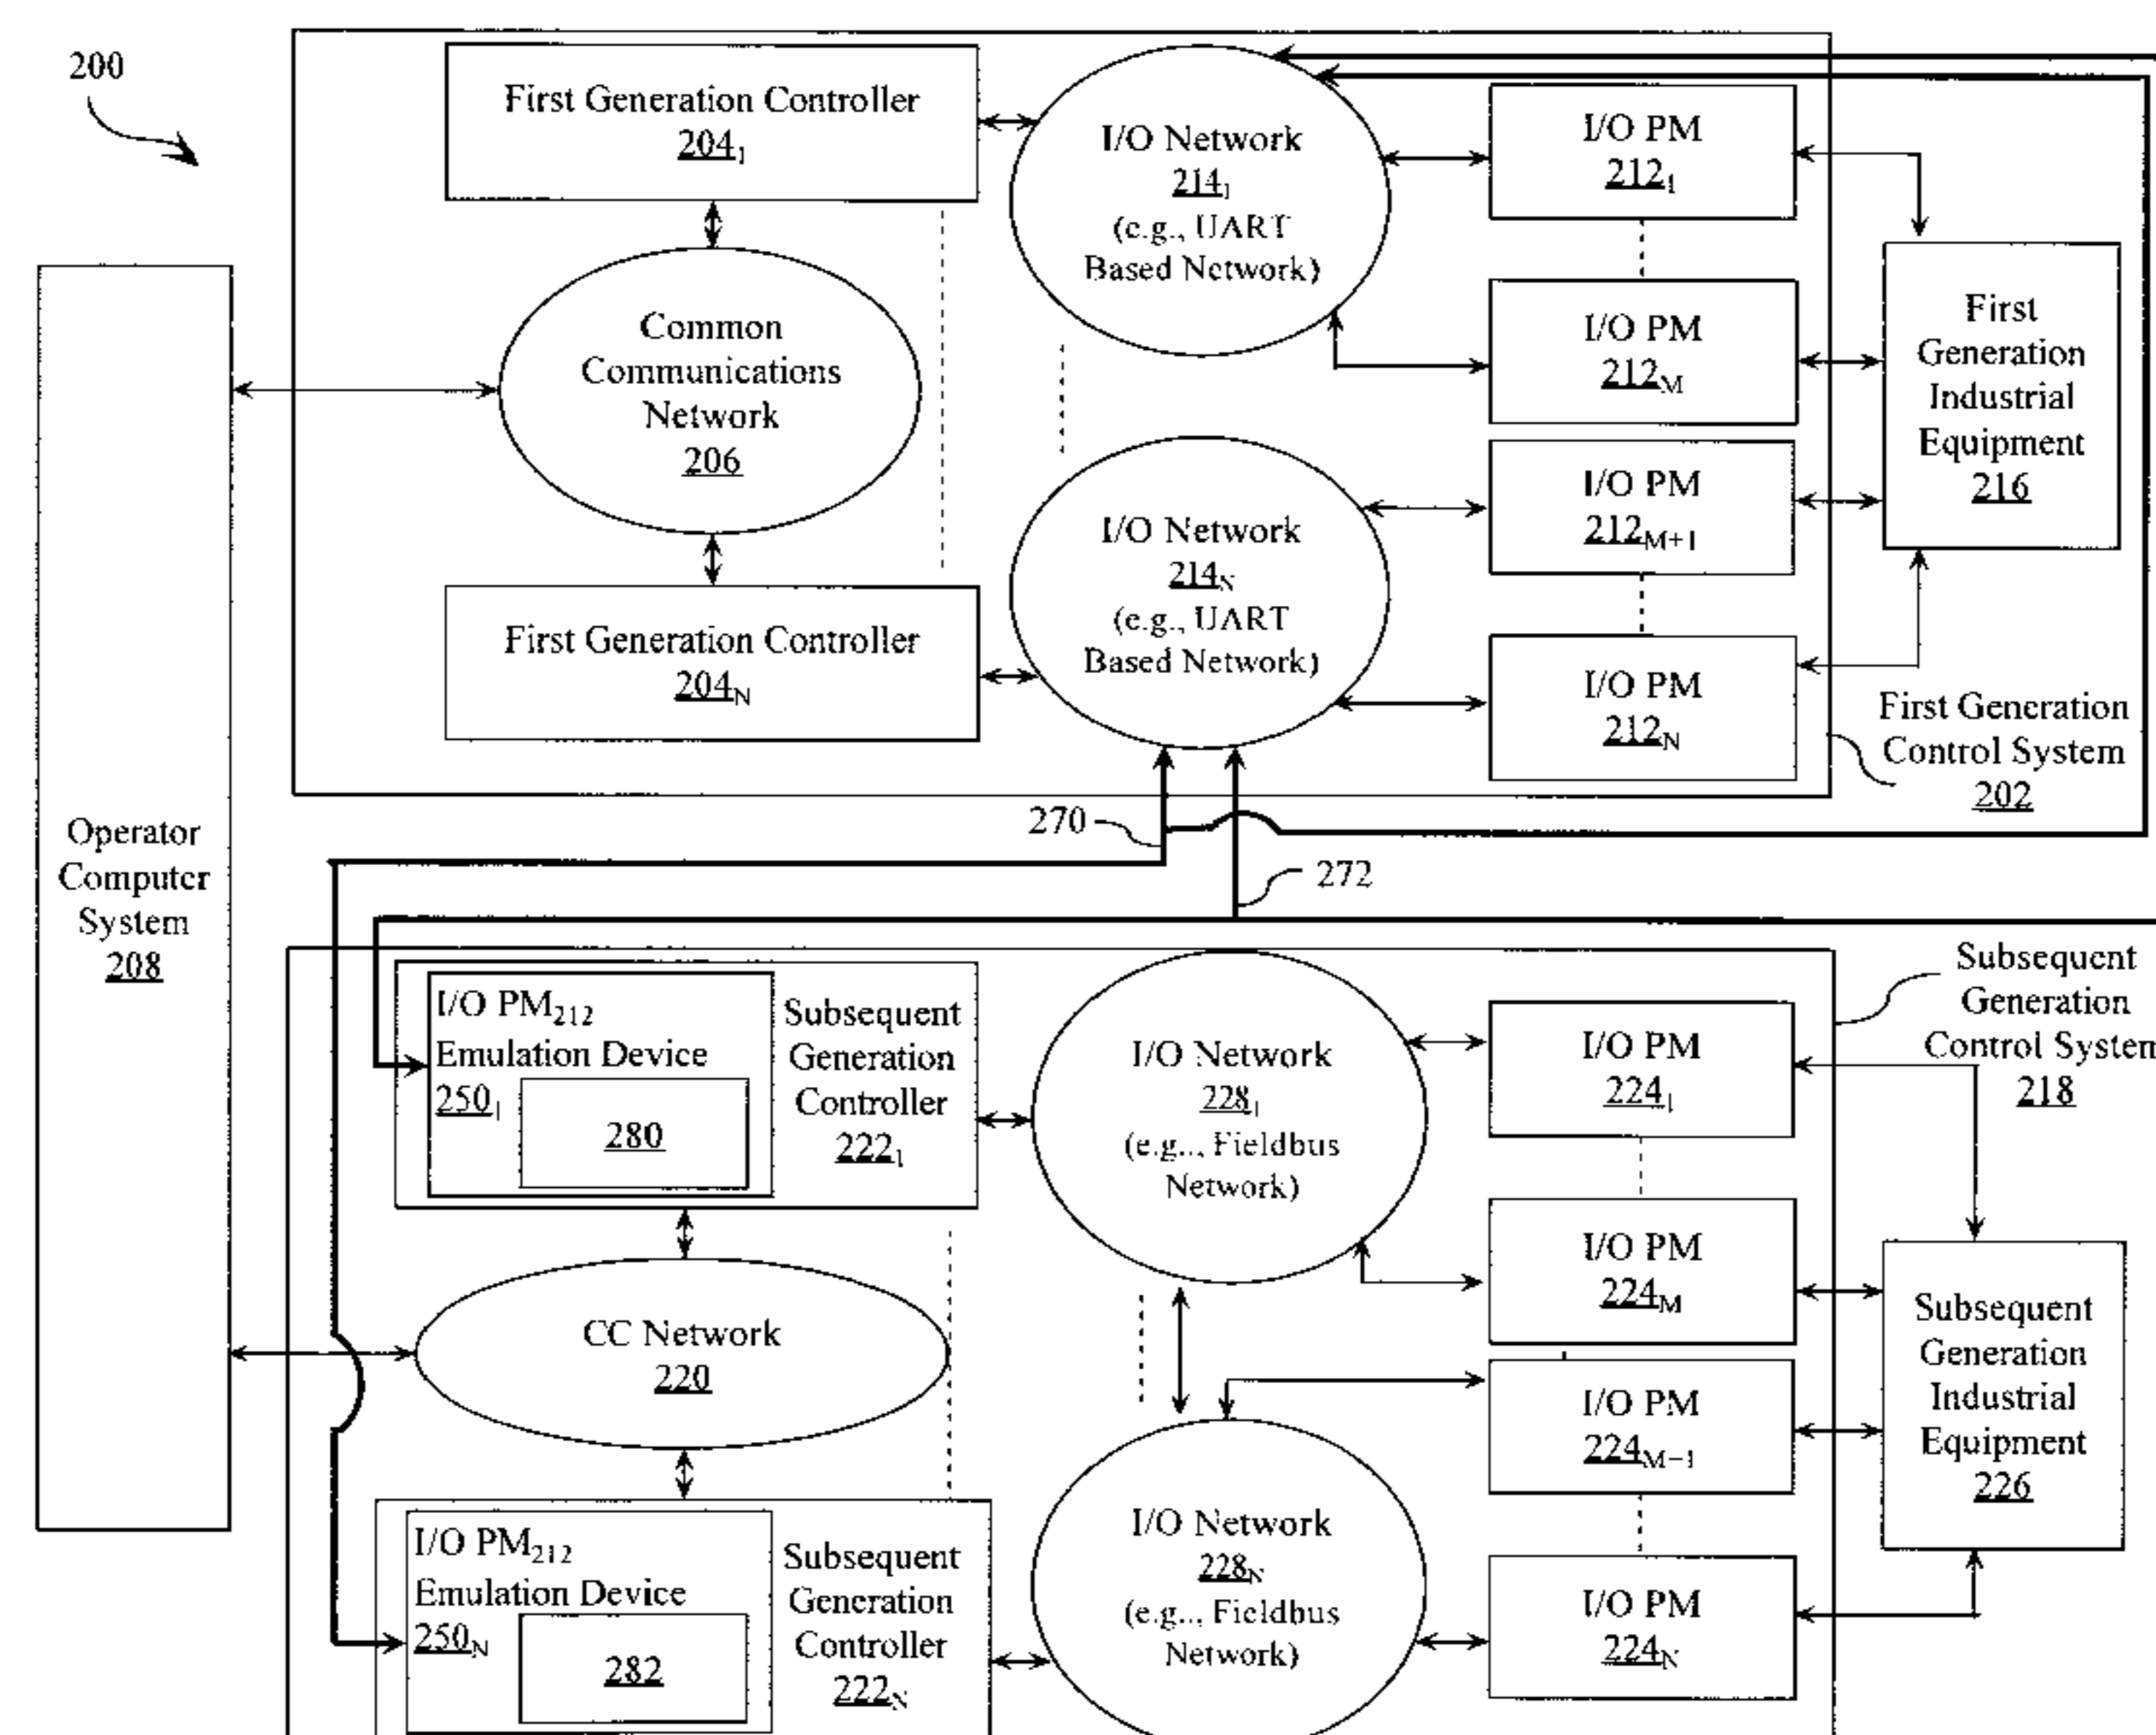 200
First Generation Controller
204₁
I/O Network
214₁
(e.g., UART
Based Network)
I/O PM
212₁
I/O PM
212M
First
Generation
Industrial
Equipment
216
Common
Communications
Network
206
I/O Network
214N
(e.g., UART
Based Network)
I/O PM
212M+1
I/O PM
212N
First Generation Controller
204N
First Generation
Control System
202
270
272
Operator
Computer
System
208
I/O PM212
Emulation Device
250₁
280
Subsequent
Generation
Controller
222₁
I/O Network
228₁
(e.g.., Fieldbus
Network)
I/O PM
224₁
Subsequent
Generation
Control System
218
I/O PM
224M
CC Network
220
I/O PM
224M−1
Subsequent
Generation
Industrial
Equipment
226
I/O PM212
Emulation Device
250N
282
Subsequent
Generation
Controller
222N
I/O Network
228N
(e.g.., Fieldbus
Network)
I/O PM
224N